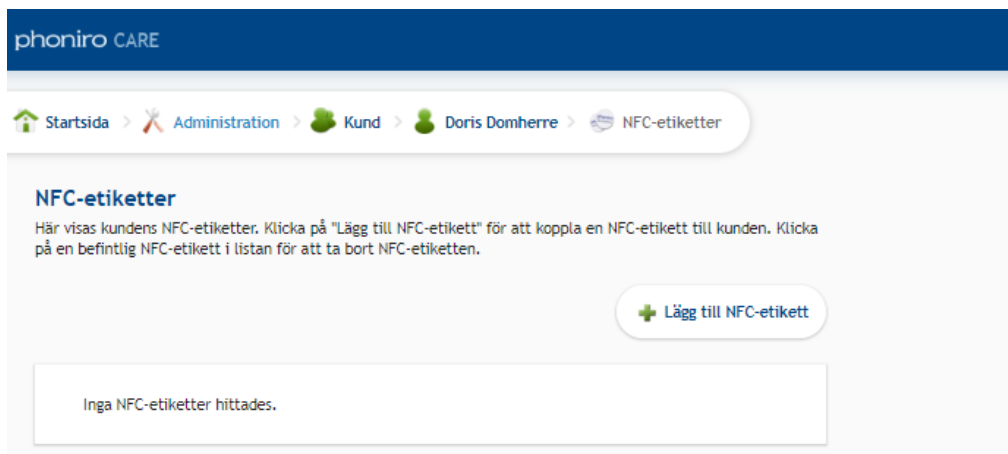 phoniro CARE
Startsida > Administration > Kund > Doris Domherre > NFC-etiketter
NFC-etiketter
Här visas kundens NFC-etiketter. Klicka på "Lägg till NFC-etikett" för att koppla en NFC-etikett till kunden. Klicka
på en befintlig NFC-etikett i listan för att ta bort NFC-etiketten.
Lägg till NFC-etikett
Inga NFC-etiketter hittades.